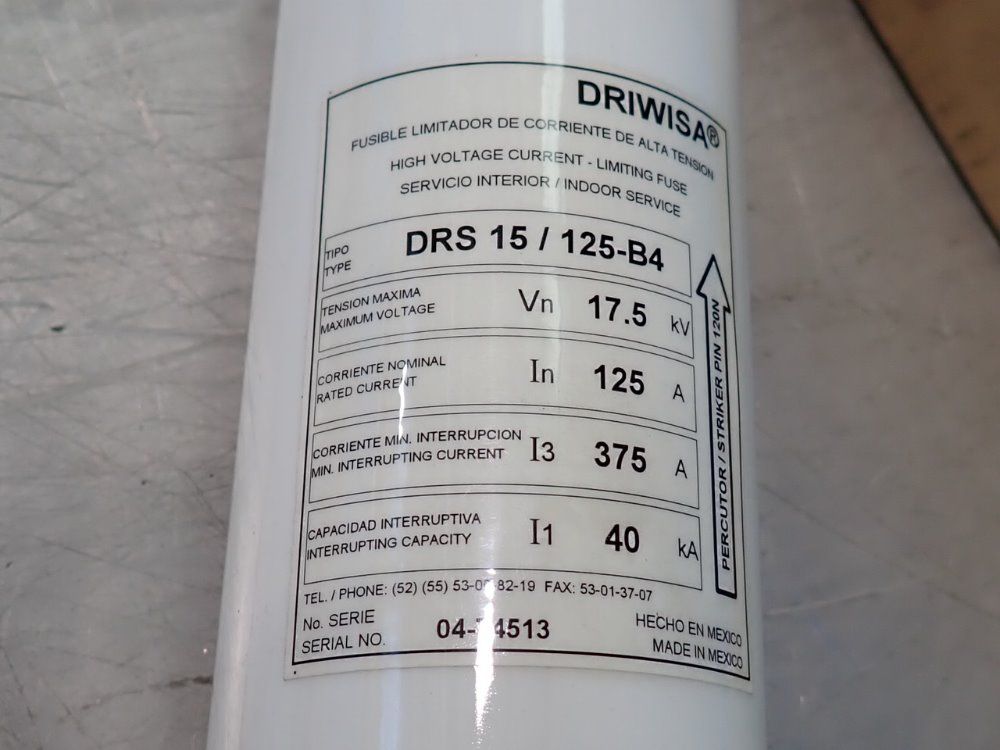 DRIWISA®
FUSIBLE LIMITADOR DE CORRIENTE DE ALTA TENSION
HIGH VOLTAGE CURRENT - LIMITING FUSE
SERVICIO INTERIOR / INDOOR SERVICE
TIPO
TYPE
DRS 15 / 125-B4
TENSION MAXIMA
MAXIMUM VOLTAGE
Vn 17.5 kV
CORRIENTE NOMINAL
RATED CURRENT
In 125 A
CORRIENTE MIN. INTERRUPCION
MIN. INTERRUPTING CURRENT
I3 375 A
CAPACIDAD INTERRUPTIVA
INTERRUPTING CAPACITY
I1 40 kA
PERCUTOR / STRIKER PIN 120N
TEL. / PHONE: (52) (55) FAX: 53-01-37-07
No. SERIE
SERIAL NO.
HECHO EN MEXICO
MADE IN MEXICO